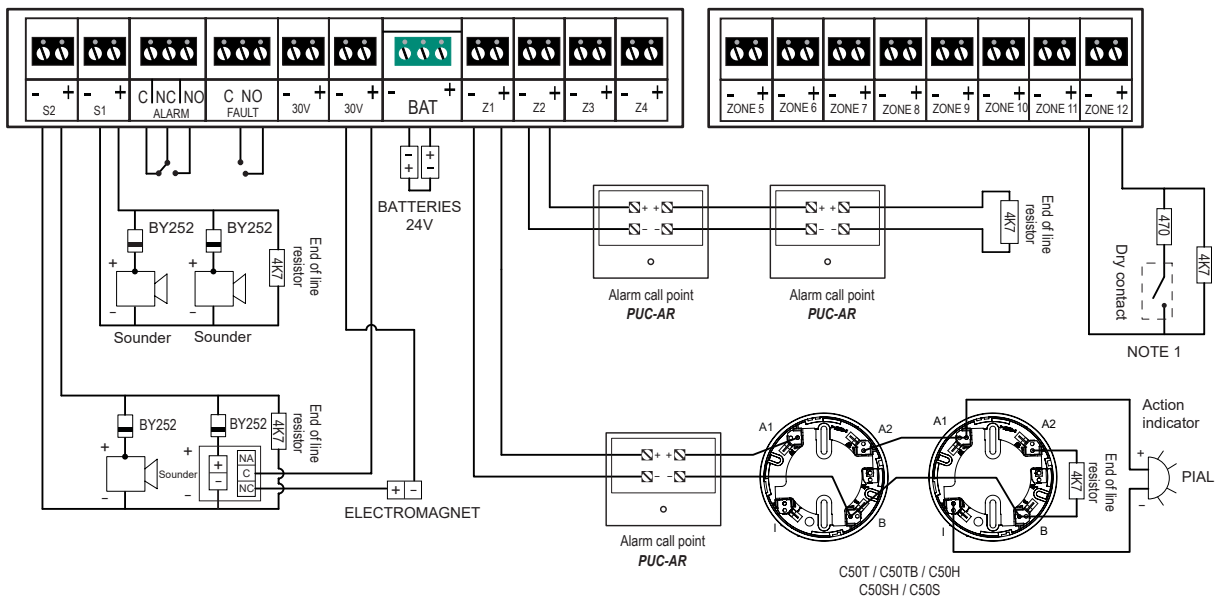 - + - + C NC NO C NO - + - + - + - + - + - + - +
S2 S1 ALARM FAULT 30V 30V BAT Z1 Z2 Z3 Z4
- + - + - + - + - + - + - + - +
ZONE 5 ZONE 6 ZONE 7 ZONE 8 ZONE 9 ZONE 10 ZONE 11 ZONE 12
- +
+ -
BATTERIES
24V
BY252 BY252
End of line
resistor
4K7
+ +
- -
Sounder Sounder
+ + + +
- - - -
Alarm call point
PUC-AR
Alarm call point
PUC-AR
4K7
End of line
resistor
470
Dry contact
4K7
NOTE 1
BY252 BY252
4K7
End of line
resistor
+ +
Sounder
- -
+
-
NA
C
NC
+ -
ELECTROMAGNET
+ +
- -
Alarm call point
PUC-AR
A1 A2
I B
A1 A2
I B
4K7
End of line
resistor
Action
indicator
+
PIAL
-
C50T / C50TB / C50H
C50SH / C50S